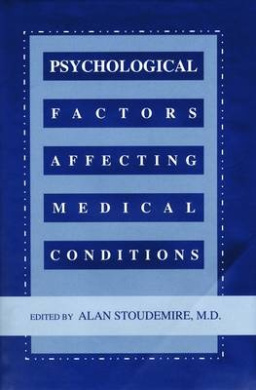 PSYCHOLOGICAL
FACTORS
AFFECTING
MEDICAL
CONDITIONS
EDITED BY ALAN STOUDEMIRE, M.D.